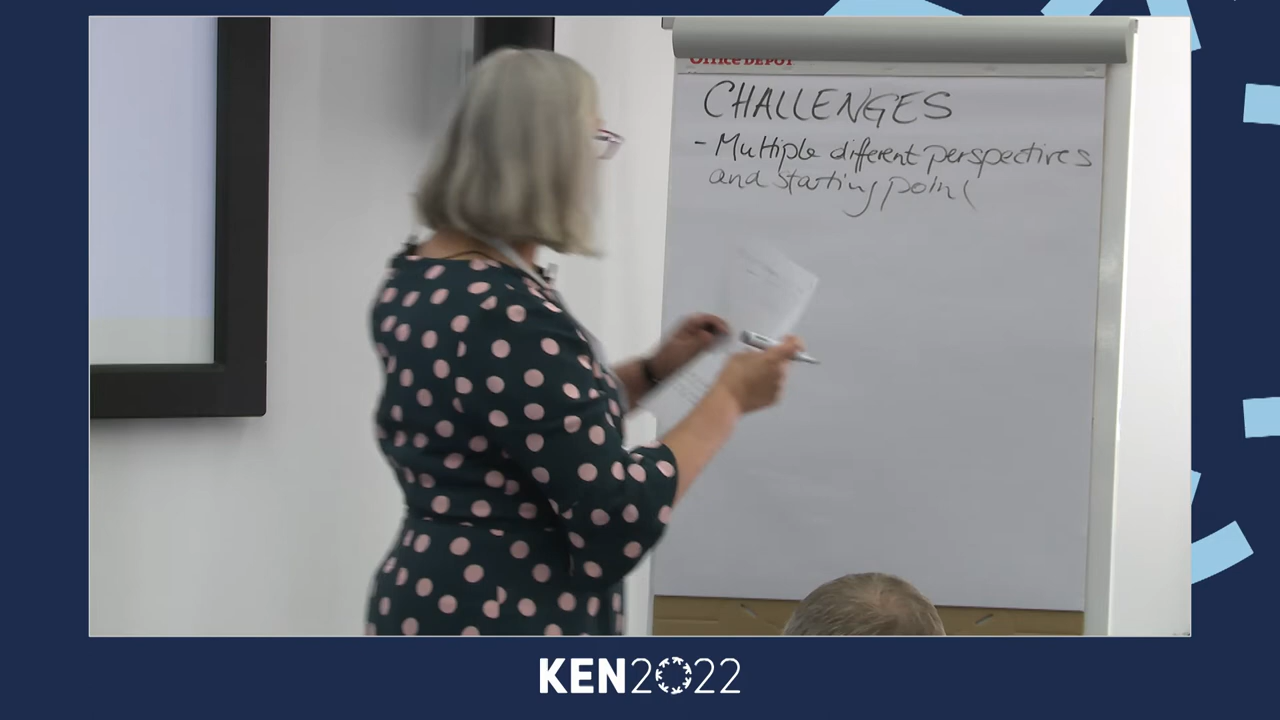 Office DEPOT
CHALLENGES
- Multiple different perspectives
and starting point
KEN2022